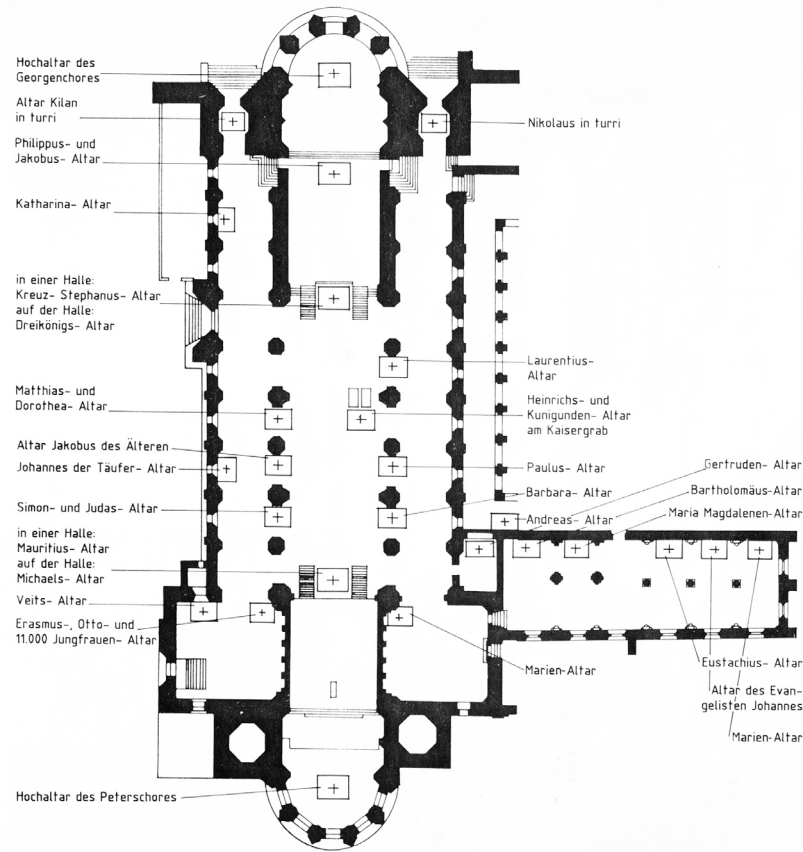 Hochaltar des
Georgenchores
Altar Kilan
in turri
Philippus- und
Jakobus- Altar
Katharina- Altar
in einer Halle:
Kreuz- Stephanus- Altar
auf der Halle:
Dreikönigs- Altar
Matthias- und
Dorothea- Altar
Altar Jakobus des Älteren
Johannes der Täufer- Altar
Simon- und Judas- Altar
in einer Halle:
Mauritius- Altar
auf der Halle:
Michaels- Altar
Veits- Altar
Erasmus-, Otto- und
11.000 Jungfrauen- Altar
Hochaltar des Peterschores
Nikolaus in turri
Laurentius-
Altar
Heinrichs- und
Kunigunden- Altar
am Kaisergrab
Paulus- Altar
Barbara- Altar
Andreas- Altar
Gertruden- Altar
Bartholomäus-Altar
Maria Magdalenen-Altar
Marien-Altar
Eustachius- Altar
Altar des Evan-
gelisten Johannes
Marien-Altar